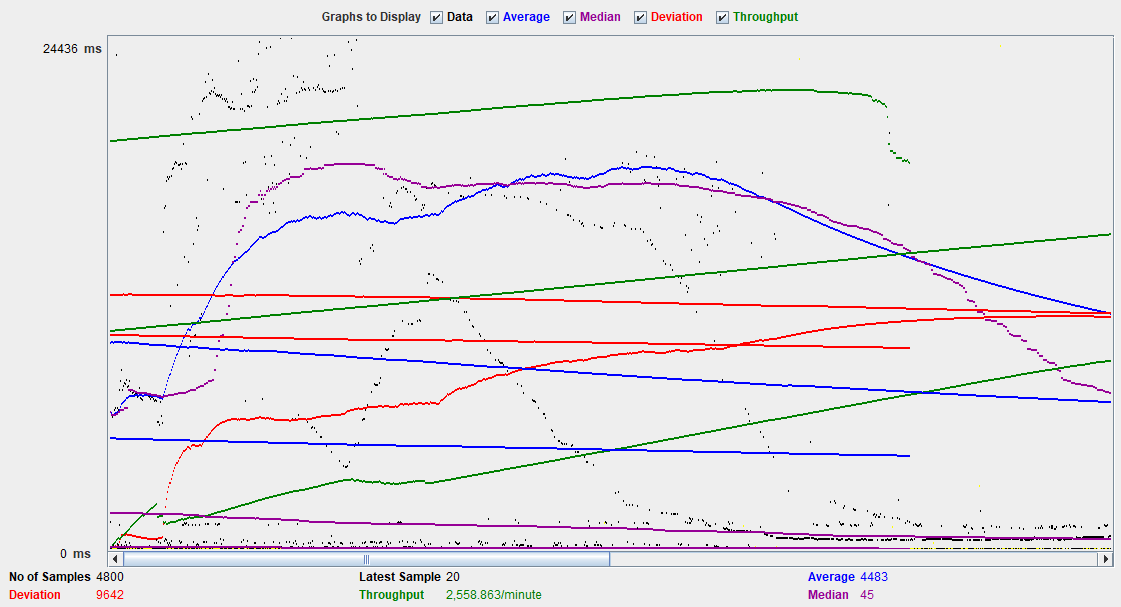 Graphs to Display Data Average Median Deviation Throughput
24436 ms
0 ms
No of Samples 4800 Latest Sample 20 Average 4483
Deviation 9642 Throughput 2,558.863/minute Median 45